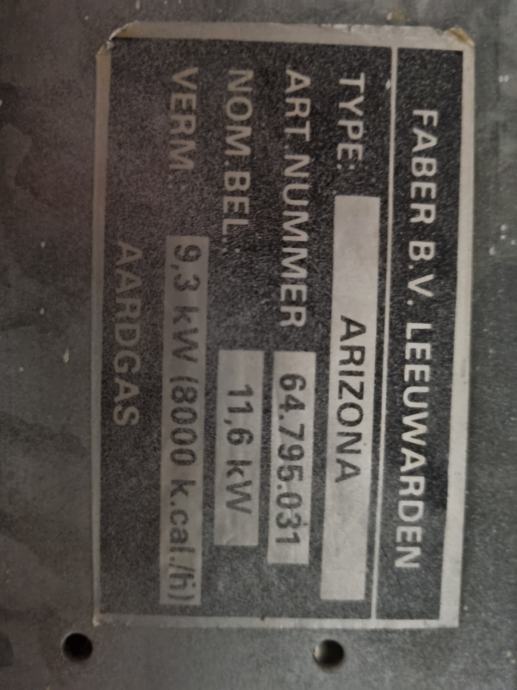 FABER B.V. LEEUWARDEN
TYPE: ARIZONA
ART.NUMMER 64.795.031
NOM.BEL.: 11,6 kW
VERM. 9,3 kW (8000 k.cal./h)
AARDGAS